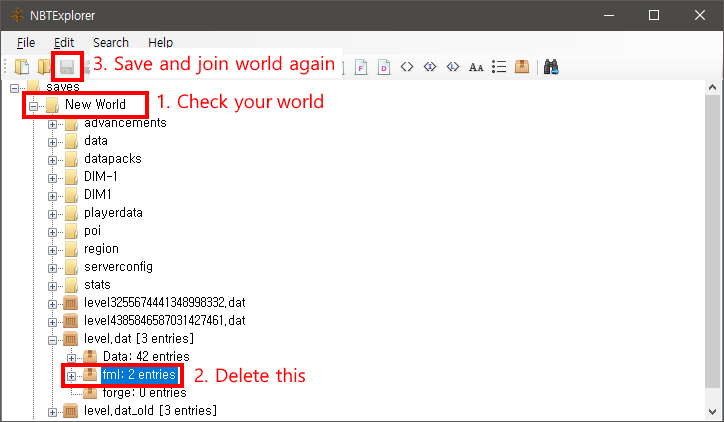 NBTExplorer
File Edit Search Help
3. Save and join world again
saves
New World
1. Check your world
advancements
data
datapacks
DIM-1
DIM1
playerdata
poi
region
serverconfig
stats
level3255674441348998332.dat
level4385846587031427461.dat
level.dat [3 entries]
Data: 42 entries
fml: 2 entries
2. Delete this
forge: 0 entries
level.dat_old [3 entries]